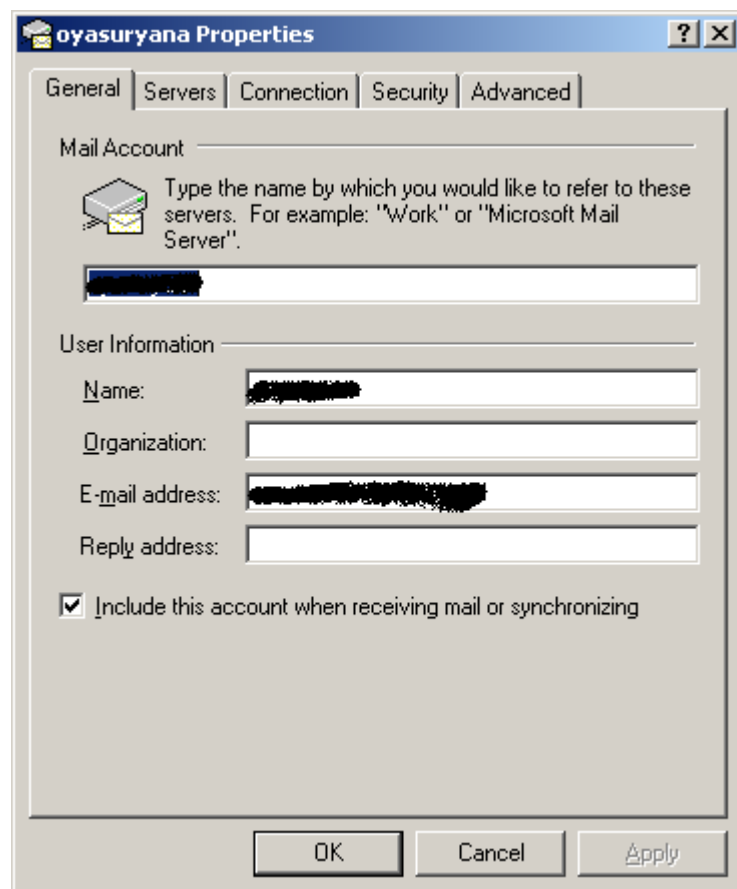 oyasuryana Properties
General Servers Connection Security Advanced
Mail Account
Type the name by which you would like to refer to these
servers. For example: "Work" or "Microsoft Mail
Server".
User Information
Name:
Organization:
E-mail address:
Reply address:
Include this account when receiving mail or synchronizing
OK Cancel Apply